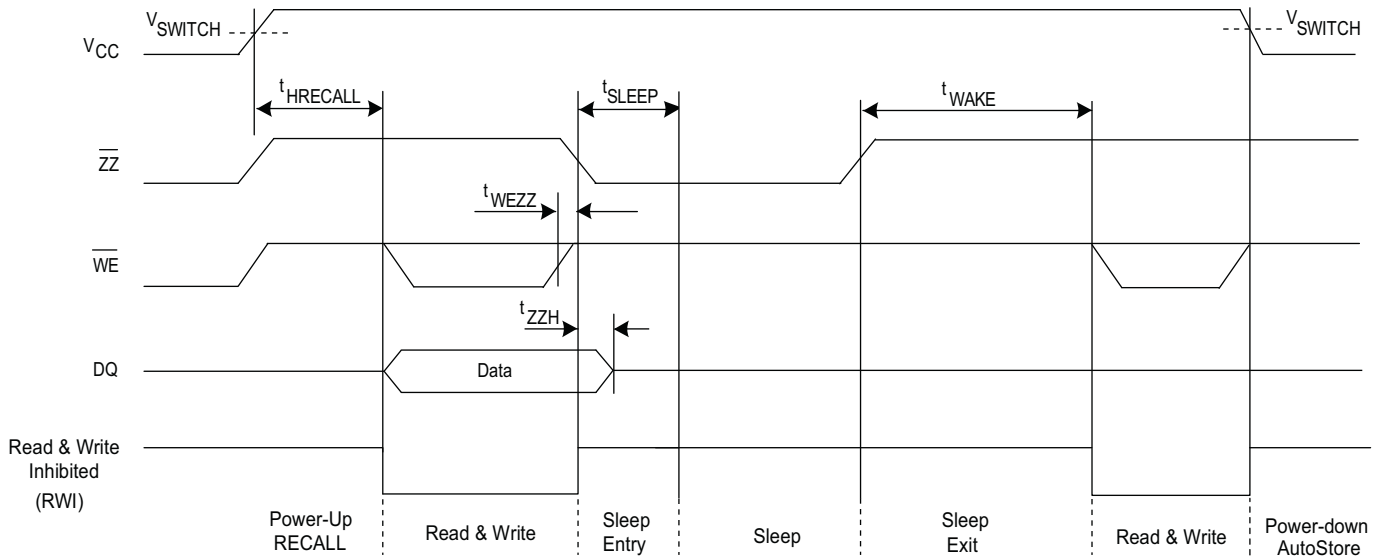 VSWITCH
VSWITCH
VCC
tHRECALL
tSLEEP
tWAKE
ZZ
tWEZZ
WE
tZZH
DQ
Data
Read & Write
Inhibited
(RWI)
Power-Up
RECALL
Read & Write
Sleep
Entry
Sleep
Sleep
Exit
Read & Write
Power-down
AutoStore